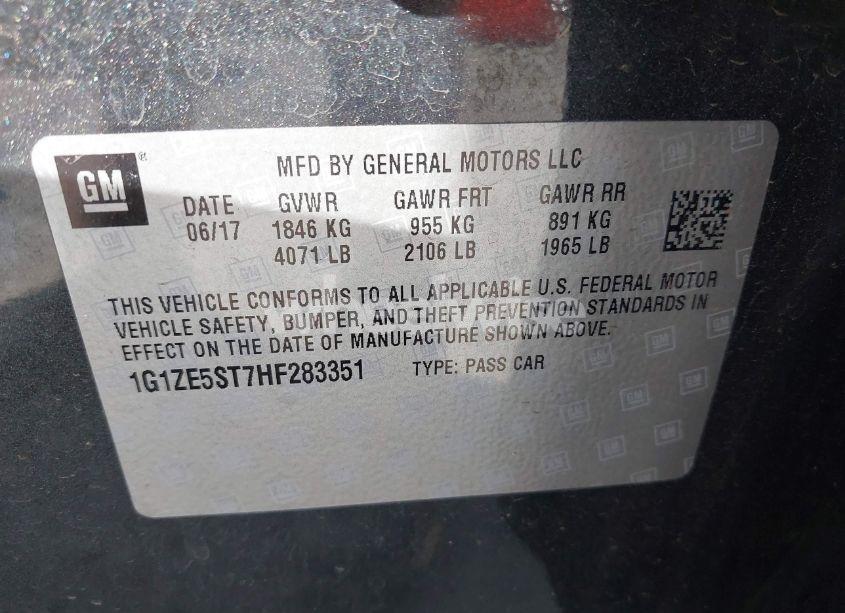 GM
MFD BY GENERAL MOTORS LLC
DATE GVWR GAWR FRT GAWR RR
06/17 1846 KG 955 KG 891 KG
4071 LB 2106 LB 1965 LB
THIS VEHICLE CONFORMS TO ALL APPLICABLE U.S. FEDERAL MOTOR
VEHICLE SAFETY, BUMPER, AND THEFT PREVENTION STANDARDS IN
EFFECT ON THE DATE OF MANUFACTURE SHOWN ABOVE.
1G1ZE5ST7HF283351 TYPE: PASS CAR